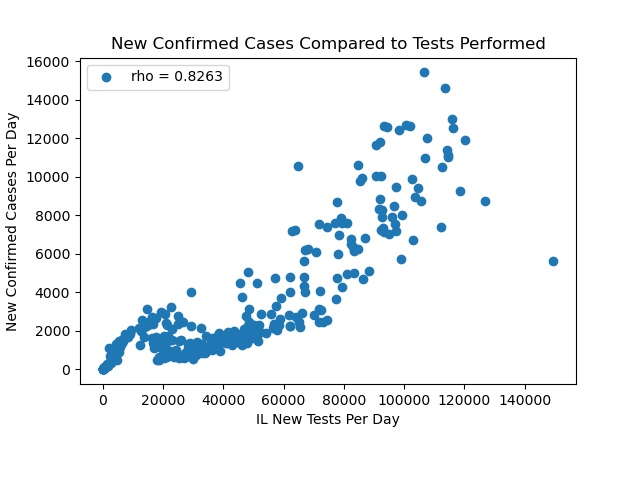 New Confirmed Cases Compared to Tests Performed
rho = 0.8263
16000
14000
12000
10000
8000
6000
4000
2000
0
New Confirmed Caeses Per Day
0 20000 40000 60000 80000 100000 120000 140000
IL New Tests Per Day